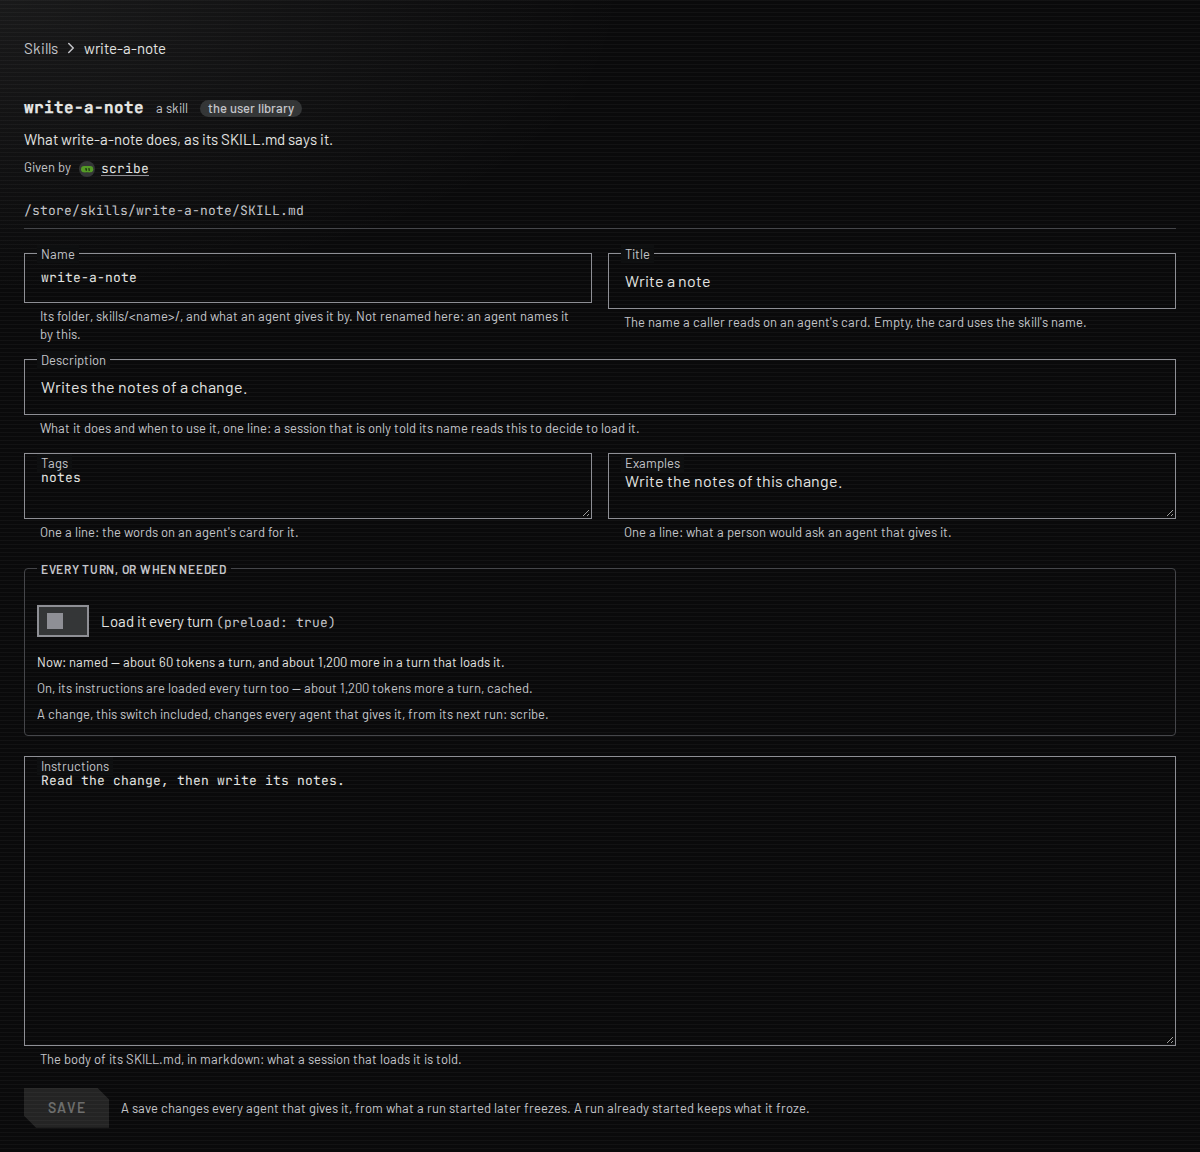 Skills > write-a-note
write-a-note a skill the user library
What write-a-note does, as its SKILL.md says it.
Given by scribe
/store/skills/write-a-note/SKILL.md
Name
write-a-note
Its folder, skills/<name>/, and what an agent gives it by. Not renamed here: an agent names it
by this.
Title
Write a note
The name a caller reads on an agent's card. Empty, the card uses the skill's name.
Description
Writes the notes of a change.
What it does and when to use it, one line: a session that is only told its name reads this to decide to load it.
Tags
notes
One a line: the words on an agent's card for it.
Examples
Write the notes of this change.
One a line: what a person would ask an agent that gives it.
EVERY TURN, OR WHEN NEEDED
Load it every turn (preload: true)
Now: named — about 60 tokens a turn, and about 1,200 more in a turn that loads it.
On, its instructions are loaded every turn too — about 1,200 tokens more a turn, cached.
A change, this switch included, changes every agent that gives it, from its next run: scribe.
Instructions
Read the change, then write its notes.
The body of its SKILL.md, in markdown: what a session that loads it is told.
SAVE
A save changes every agent that gives it, from what a run started later freezes. A run already started keeps what it froze.